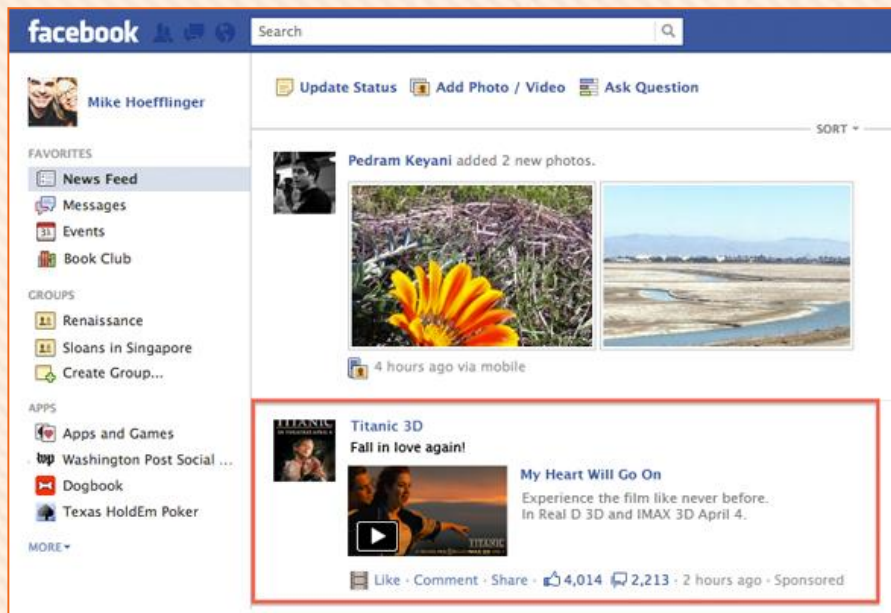 facebook
Search
Mike Hoefflinger
FAVORITES
News Feed
Messages
Events
Book Club
GROUPS
Renaissance
Sloans in Singapore
Create Group...
APPS
Apps and Games
Washington Post Social ...
Dogbook
Texas HoldEm Poker
MORE
Update Status Add Photo / Video Ask Question
SORT
Pedram Keyani added 2 new photos.
4 hours ago via mobile
TITANIC
Titanic 3D
Fall in love again!
TITANIC
My Heart Will Go On
Experience the film like never before.
In Real D 3D and IMAX 3D April 4.
Like · Comment · Share · 4,014 2,213 · 2 hours ago · Sponsored